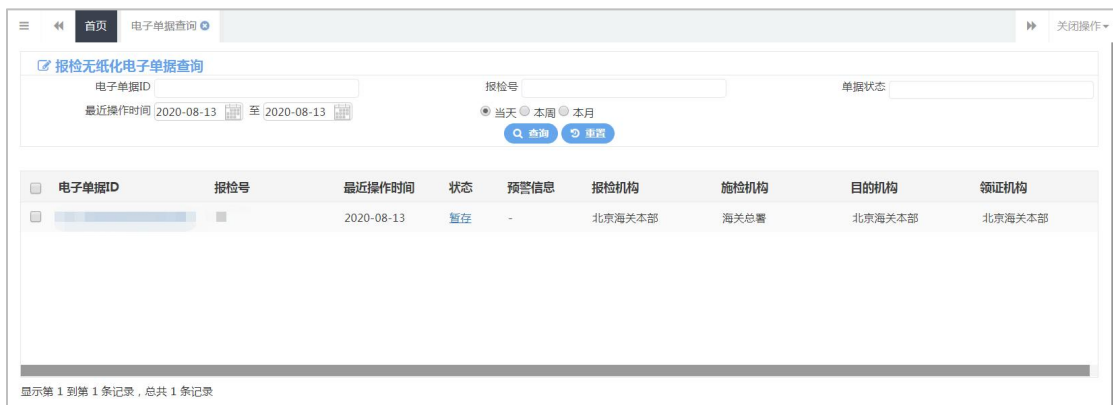 首页 电子单据查询 关闭操作
报检无纸化电子单据查询
电子单据ID 报检号 单据状态
最近操作时间 2020-08-13 至 2020-08-13 当天 本周 本月
查询 重置
电子单据ID 报检号 最近操作时间 状态 预警信息 报检机构 施检机构 目的机构 领证机构
2020-08-13 暂存 - 北京海关本部 海关总署 北京海关本部 北京海关本部
显示第 1 到第 1 条记录，总共 1 条记录